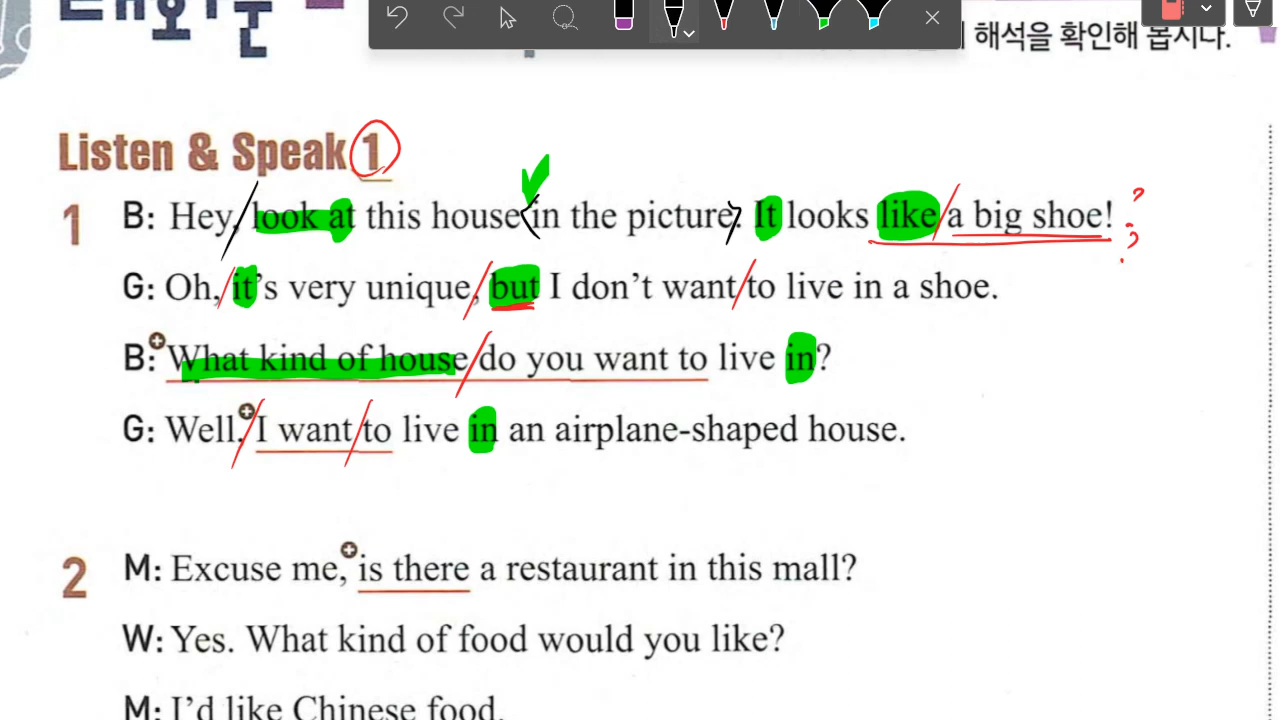 대화문
해석을 확인해 봅시다.
Listen & Speak 1
1 B: Hey, look at this house in the picture. It looks like a big shoe!
G: Oh, it's very unique, but I don't want to live in a shoe.
B: What kind of house do you want to live in?
G: Well, I want to live in an airplane-shaped house.
2 M: Excuse me, is there a restaurant in this mall?
W: Yes. What kind of food would you like?
M: I'd like Chinese food.